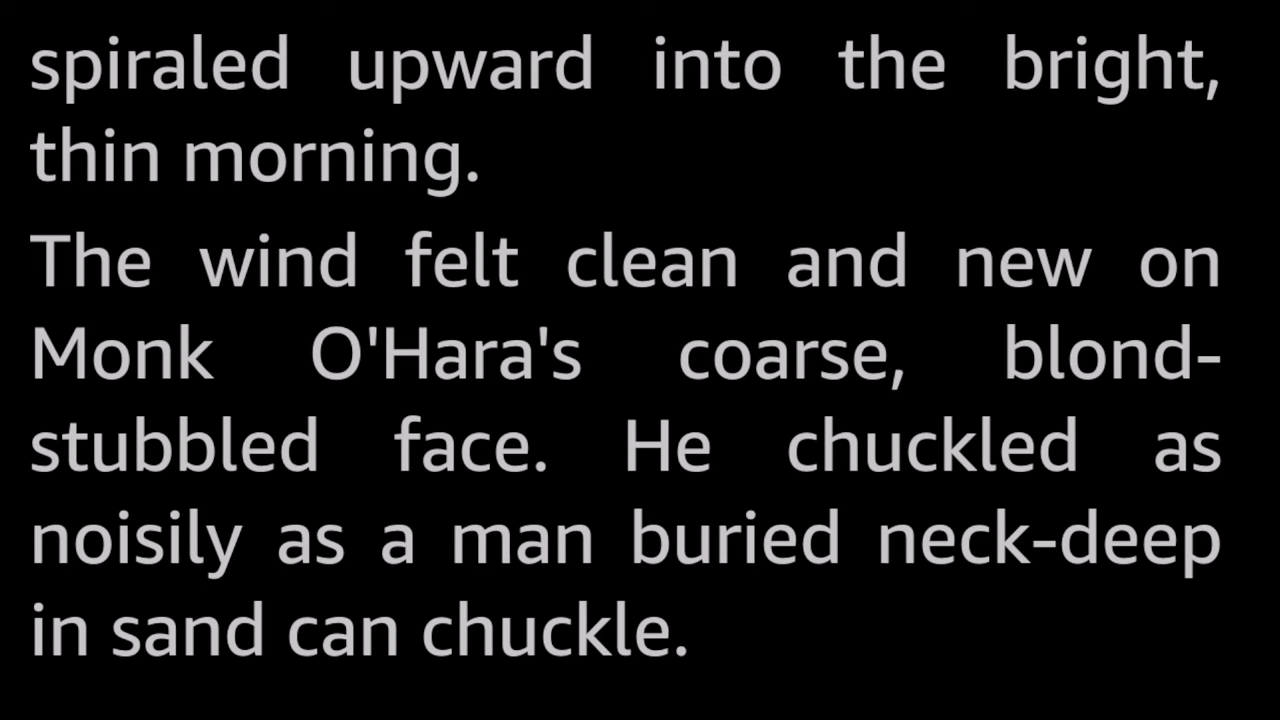 spiraled upward into the bright,
thin morning.
The wind felt clean and new on
Monk O'Hara's coarse, blond-
stubbled face. He chuckled as
noisily as a man buried neck-deep
in sand can chuckle.